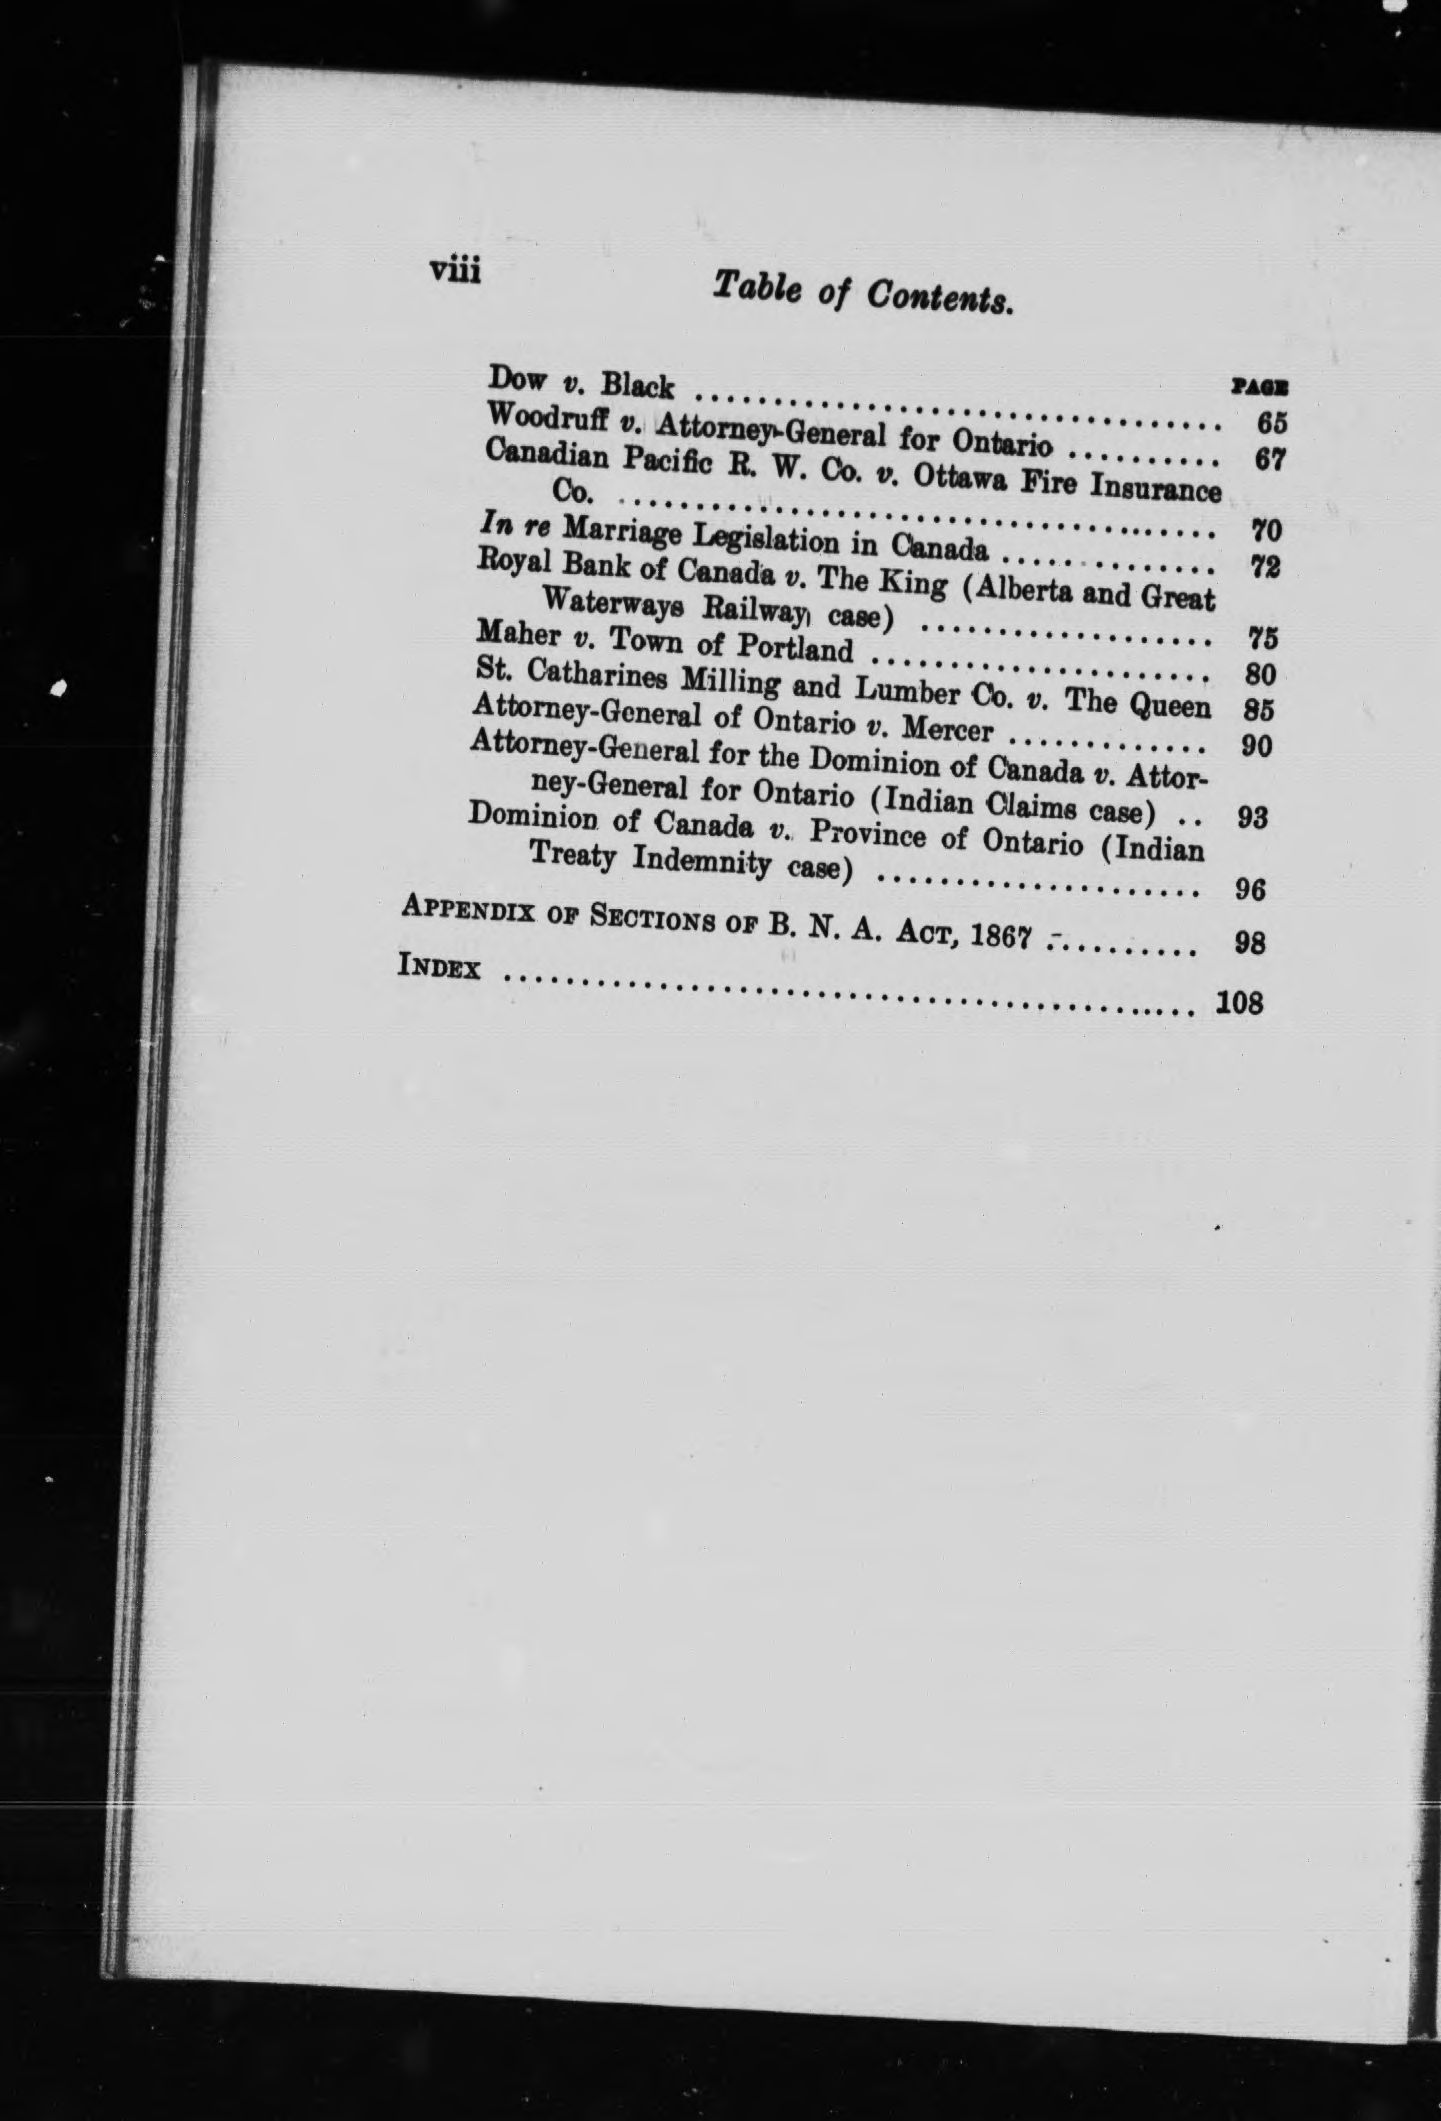 viii
Table of Contents.
PAGE
Dow v. Black .................................. 65
Woodruff v. Attorney-General for Ontario .......... 67
Canadian Pacific R. W. Co. v. Ottawa Fire Insurance
Co. ...................................... 70
In re Marriage Legislation in Canada .............. 72
Royal Bank of Canada v. The King (Alberta and Great
Waterways Railway case) ................... 75
Maher v. Town of Portland ...................... 80
St. Catharines Milling and Lumber Co. v. The Queen 85
Attorney-General of Ontario v. Mercer ............. 90
Attorney-General for the Dominion of Canada v. Attor-
ney-General for Ontario (Indian Claims case) .. 93
Dominion of Canada v. Province of Ontario (Indian
Treaty Indemnity case) ..................... 96
APPENDIX OF SECTIONS OF B. N. A. ACT, 1867 .......... 98
INDEX ............................................. 108